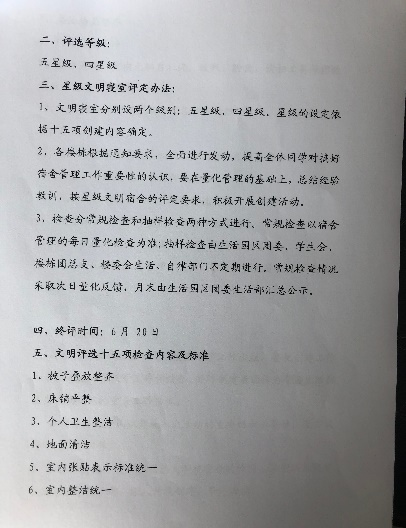 二、评选等级：
五星级、四星级
三、星级文明寝室评定办法：
1、文明寝室分别设两个级别：五星级、四星级，星级的设定依
据十五项创建内容确定。
2、各楼栋根据通知要求，全面进行发动，提高全体同学对搞好
宿舍管理工作重要性的认识，要在量化管理的基础上，总结经验
教训，按星级文明宿舍的评定要求，积极开展创建活动。
3、检查分常规检查和抽样检查两种方式进行。常规检查以宿舍
管理的每日量化检查为准；抽样检查由生活园区团委、学生会、
楼栋团总支、楼委会生活、自律部门不定期进行。常规检查情况
采取次日量化反馈，月末由生活园区团委生活部汇总公示。
四、终评时间：6月20日
五、文明评选十五项检查内容及标准
1、被子叠放整齐
2、床铺平整
3、个人卫生整洁
4、地面清洁
5、室内张贴表示标准统一
6、室内整洁统一